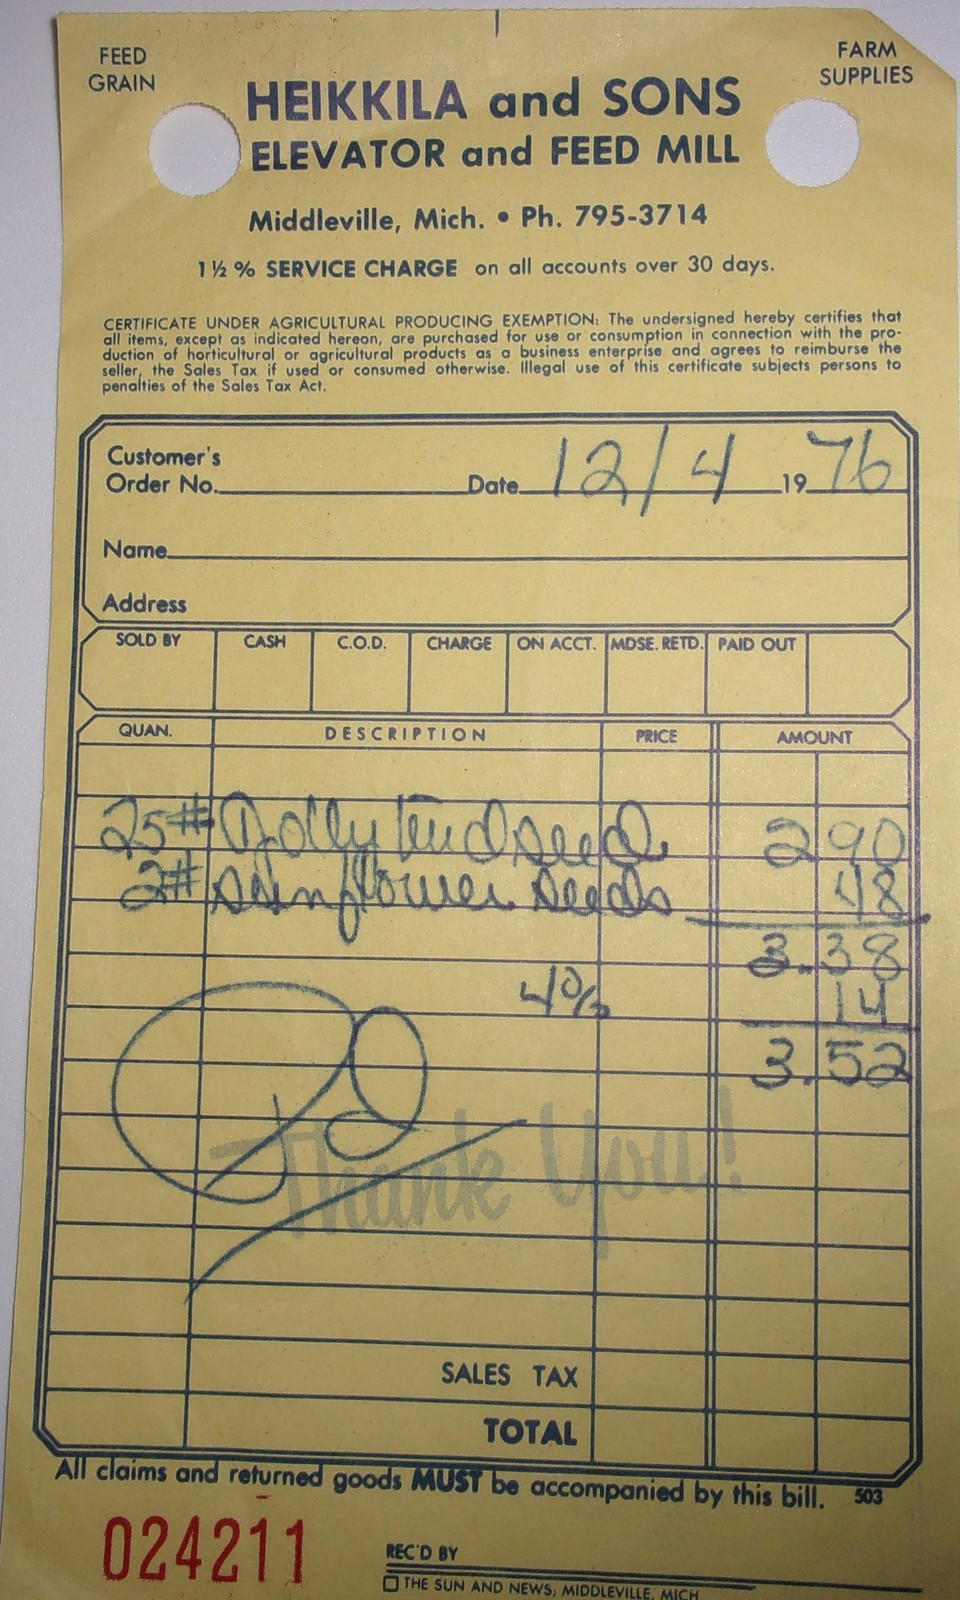 FEED GRAIN
FARM SUPPLIES
HEIKKILA and SONS
ELEVATOR and FEED MILL
Middleville, Mich. • Ph. 795-3714
1½% SERVICE CHARGE on all accounts over 30 days.
CERTIFICATE UNDER AGRICULTURAL PRODUCING EXEMPTION: The undersigned hereby certifies that
all items, except as indicated hereon, are purchased for use or consumption in connection with the pro-
duction of horticultural or agricultural products as a business enterprise and agrees to reimburse the
seller, the Sales Tax if used or consumed otherwise. Illegal use of this certificate subjects persons to
penalties of the Sales Tax Act.
Customer's
Order No. Date 12/4 1976
Name
Address
SOLD BY CASH C.O.D. CHARGE ON ACCT. MDSE. RETD. PAID OUT
QUAN. DESCRIPTION PRICE AMOUNT
25# seed 2 90
2# Sunflower seeds 48
3.38
4% 14
3.52
Thank You!
SALES TAX
TOTAL
All claims and returned goods MUST be accompanied by this bill. 503
024211
REC'D BY
THE SUN AND NEWS, MIDDLEVILLE, MICH.